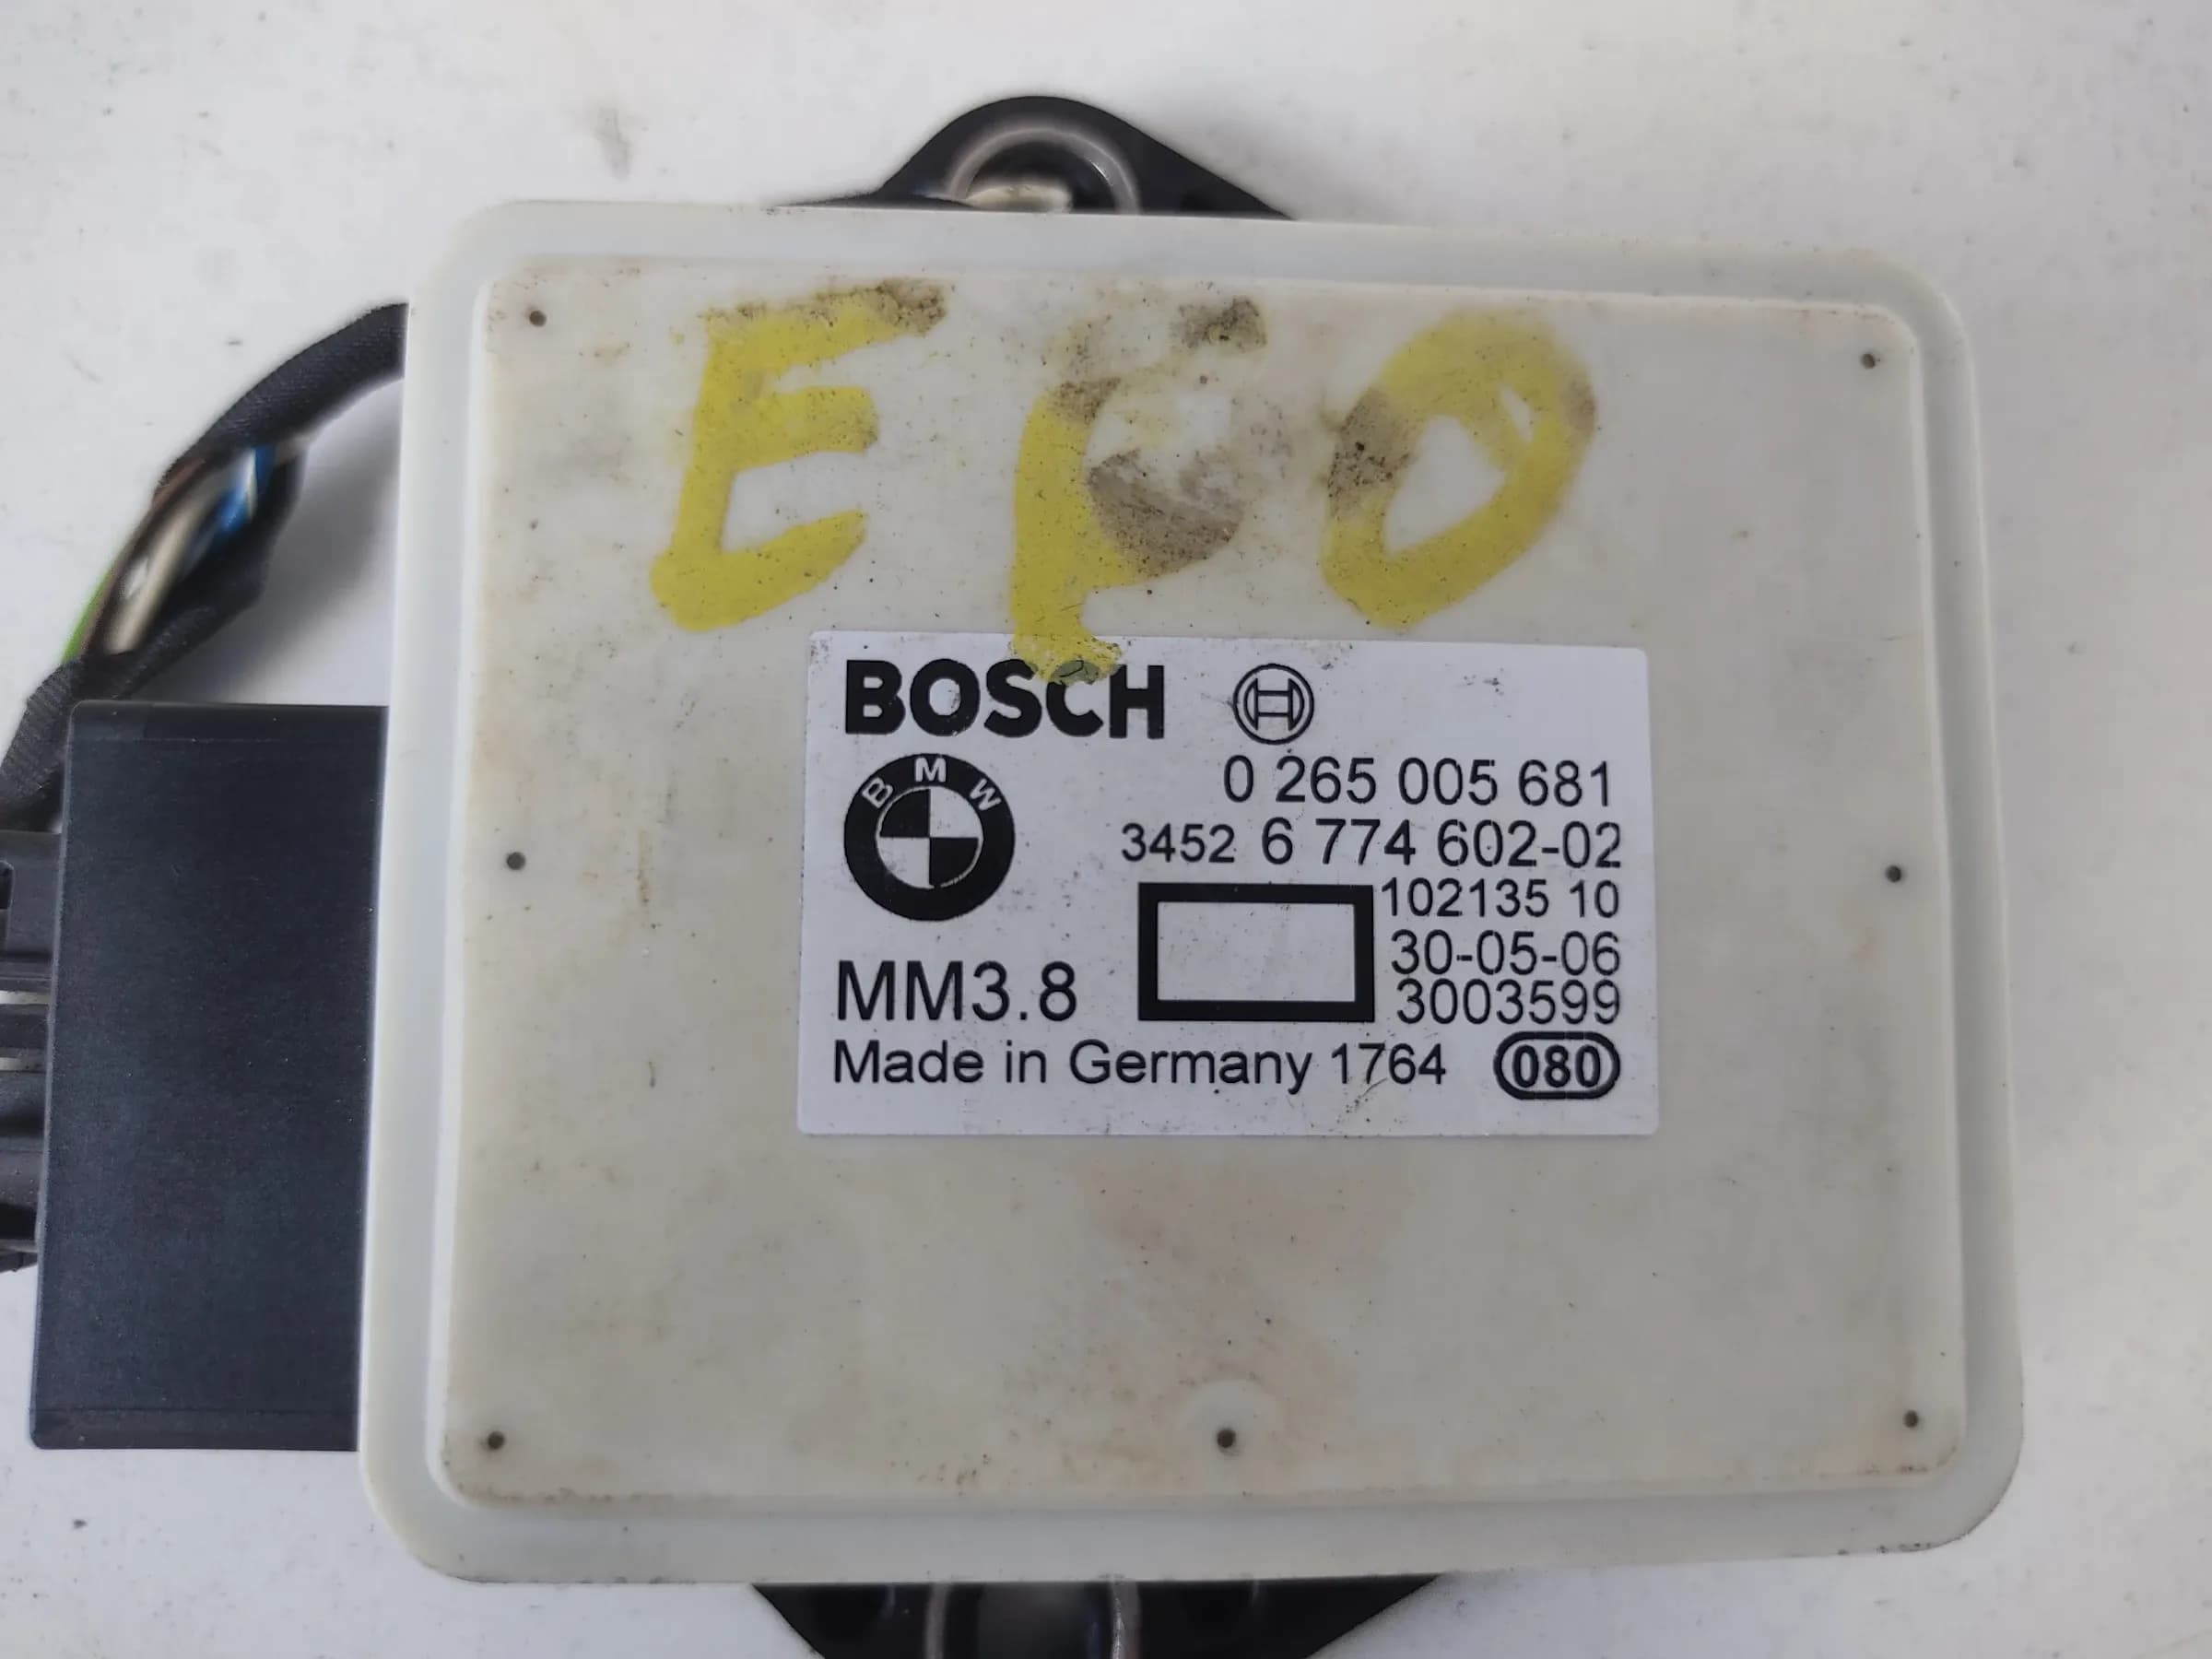 E60
BOSCH
BMW
0 265 005 681
3452 6 774 602-02
102135 10
30-05-06
MM3.8
3003599
Made in Germany 1764
080